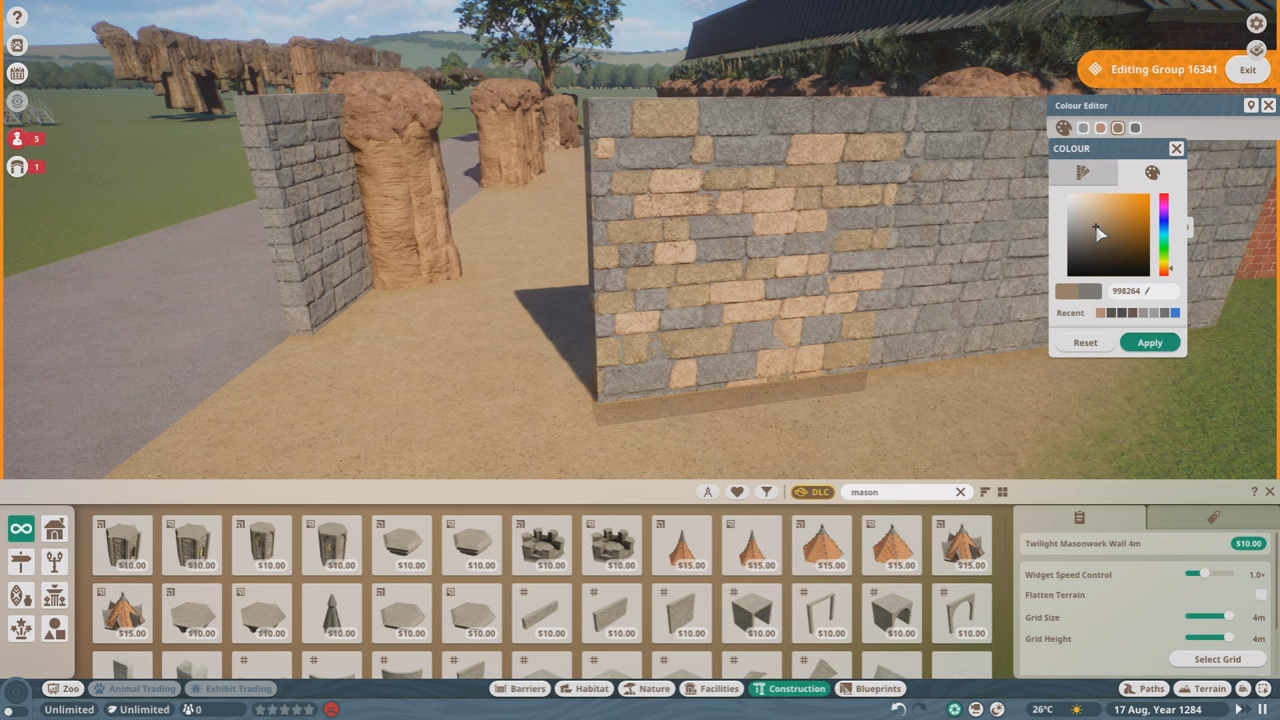 ?
Editing Group 16341
Exit
5
1
Colour Editor
COLOUR
998264
Recent
Reset
Apply
DLC
mason
?
$10.00 $10.00 $10.00 $10.00 $10.00 $10.00 $10.00 $10.00 $15.00 $15.00 $15.00 $15.00 $15.00
$15.00 $10.00 $10.00 $10.00 $10.00 $10.00 $10.00 $10.00 $10.00 $10.00 $10.00 $10.00 $10.00
Twilight Masonwork Wall 4m
$10.00
Widget Speed Control
1.0×
Flatten Terrain
Grid Size
4m
Grid Height
4m
Select Grid
Zoo Animal Trading Exhibit Trading
Barriers Habitat Nature Facilities Construction Blueprints
Paths Terrain
Unlimited Unlimited 0
26°C 17 Aug, Year 1284